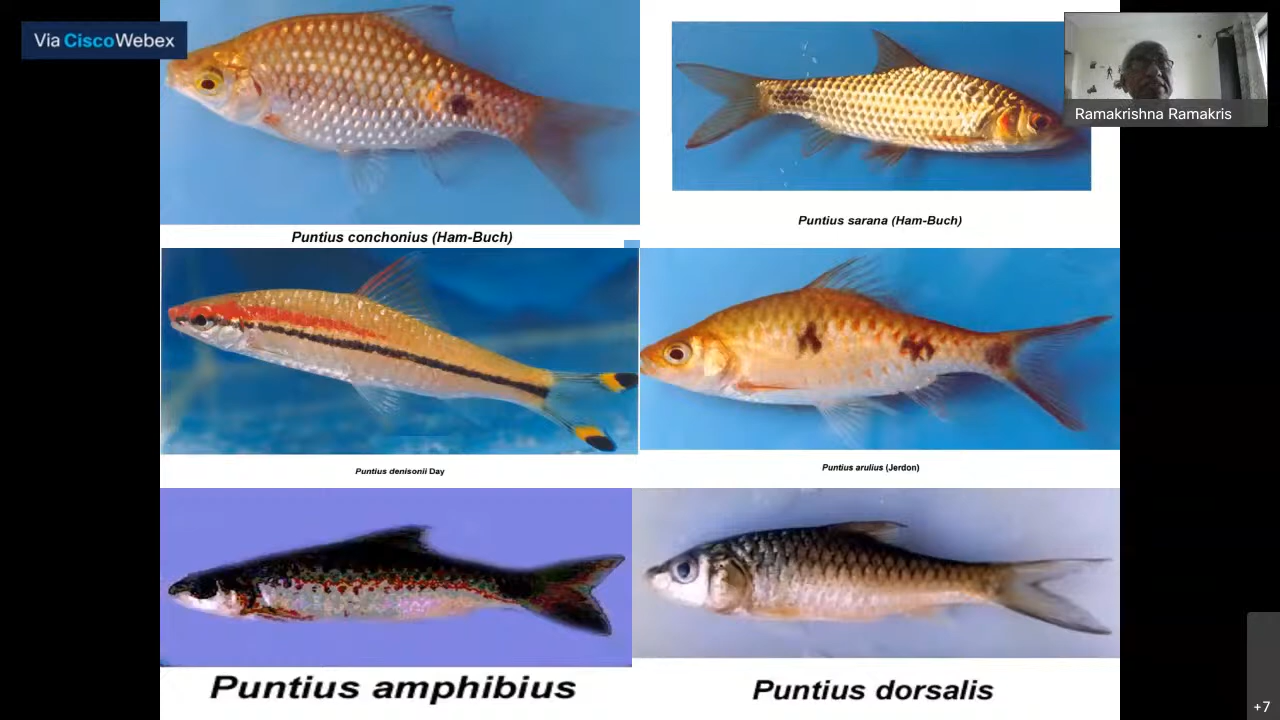 Via CiscoWebex
Ramakrishna Ramakris
Puntius conchonius (Ham-Buch)
Puntius sarana (Ham-Buch)
Puntius denisonii Day
Puntius arulius (Jerdon)
Puntius amphibius
Puntius dorsalis
+7